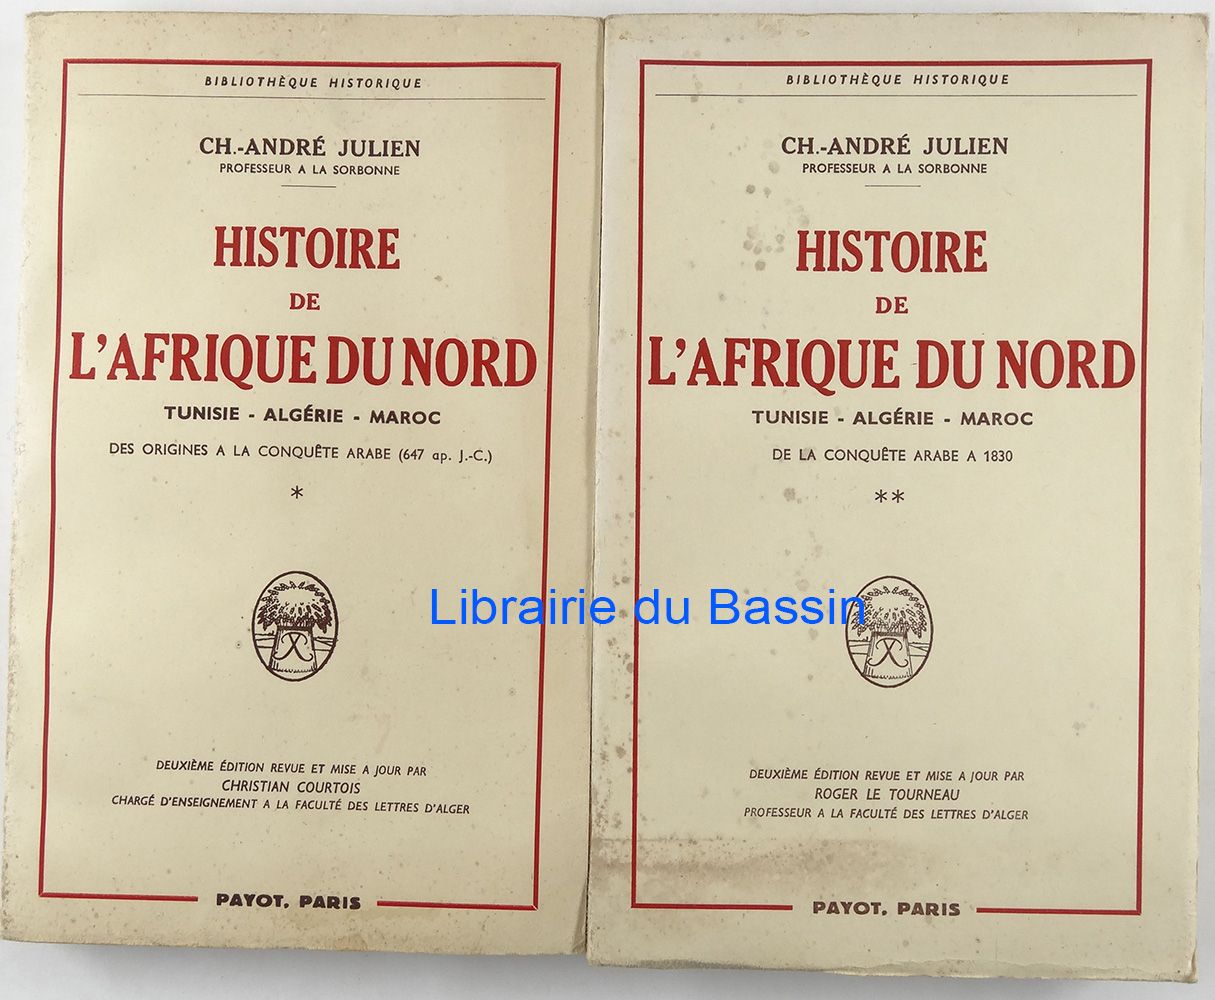 BIBLIOTHÈQUE HISTORIQUE
CH.-ANDRÉ JULIEN
PROFESSEUR A LA SORBONNE
HISTOIRE
DE
L'AFRIQUE DU NORD
TUNISIE - ALGÉRIE - MAROC
DES ORIGINES A LA CONQUÊTE ARABE (647 ap. J.-C.)
*
DEUXIÈME ÉDITION REVUE ET MISE A JOUR PAR
CHRISTIAN COURTOIS
CHARGÉ D'ENSEIGNEMENT A LA FACULTÉ DES LETTRES D'ALGER
PAYOT, PARIS
BIBLIOTHÈQUE HISTORIQUE
CH.-ANDRÉ JULIEN
PROFESSEUR A LA SORBONNE
HISTOIRE
DE
L'AFRIQUE DU NORD
TUNISIE - ALGÉRIE - MAROC
DE LA CONQUÊTE ARABE A 1830
**
DEUXIÈME ÉDITION REVUE ET MISE A JOUR PAR
ROGER LE TOURNEAU
PROFESSEUR A LA FACULTÉ DES LETTRES D'ALGER
PAYOT, PARIS
Librairie du Bassin